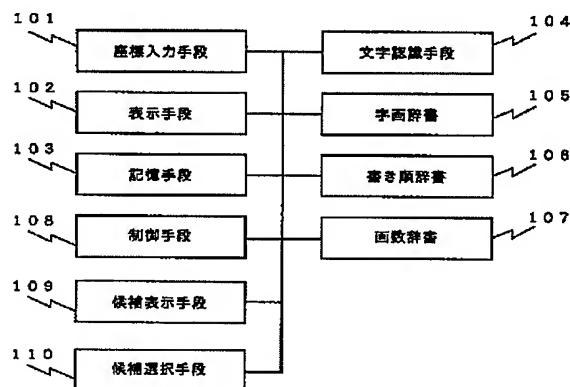 101
座標入力手段
102
表示手段
103
記憶手段
108
制御手段
109
候補表示手段
110
候補選択手段
104
文字認識手段
105
字画辞書
106
書き順辞書
107
画数辞書